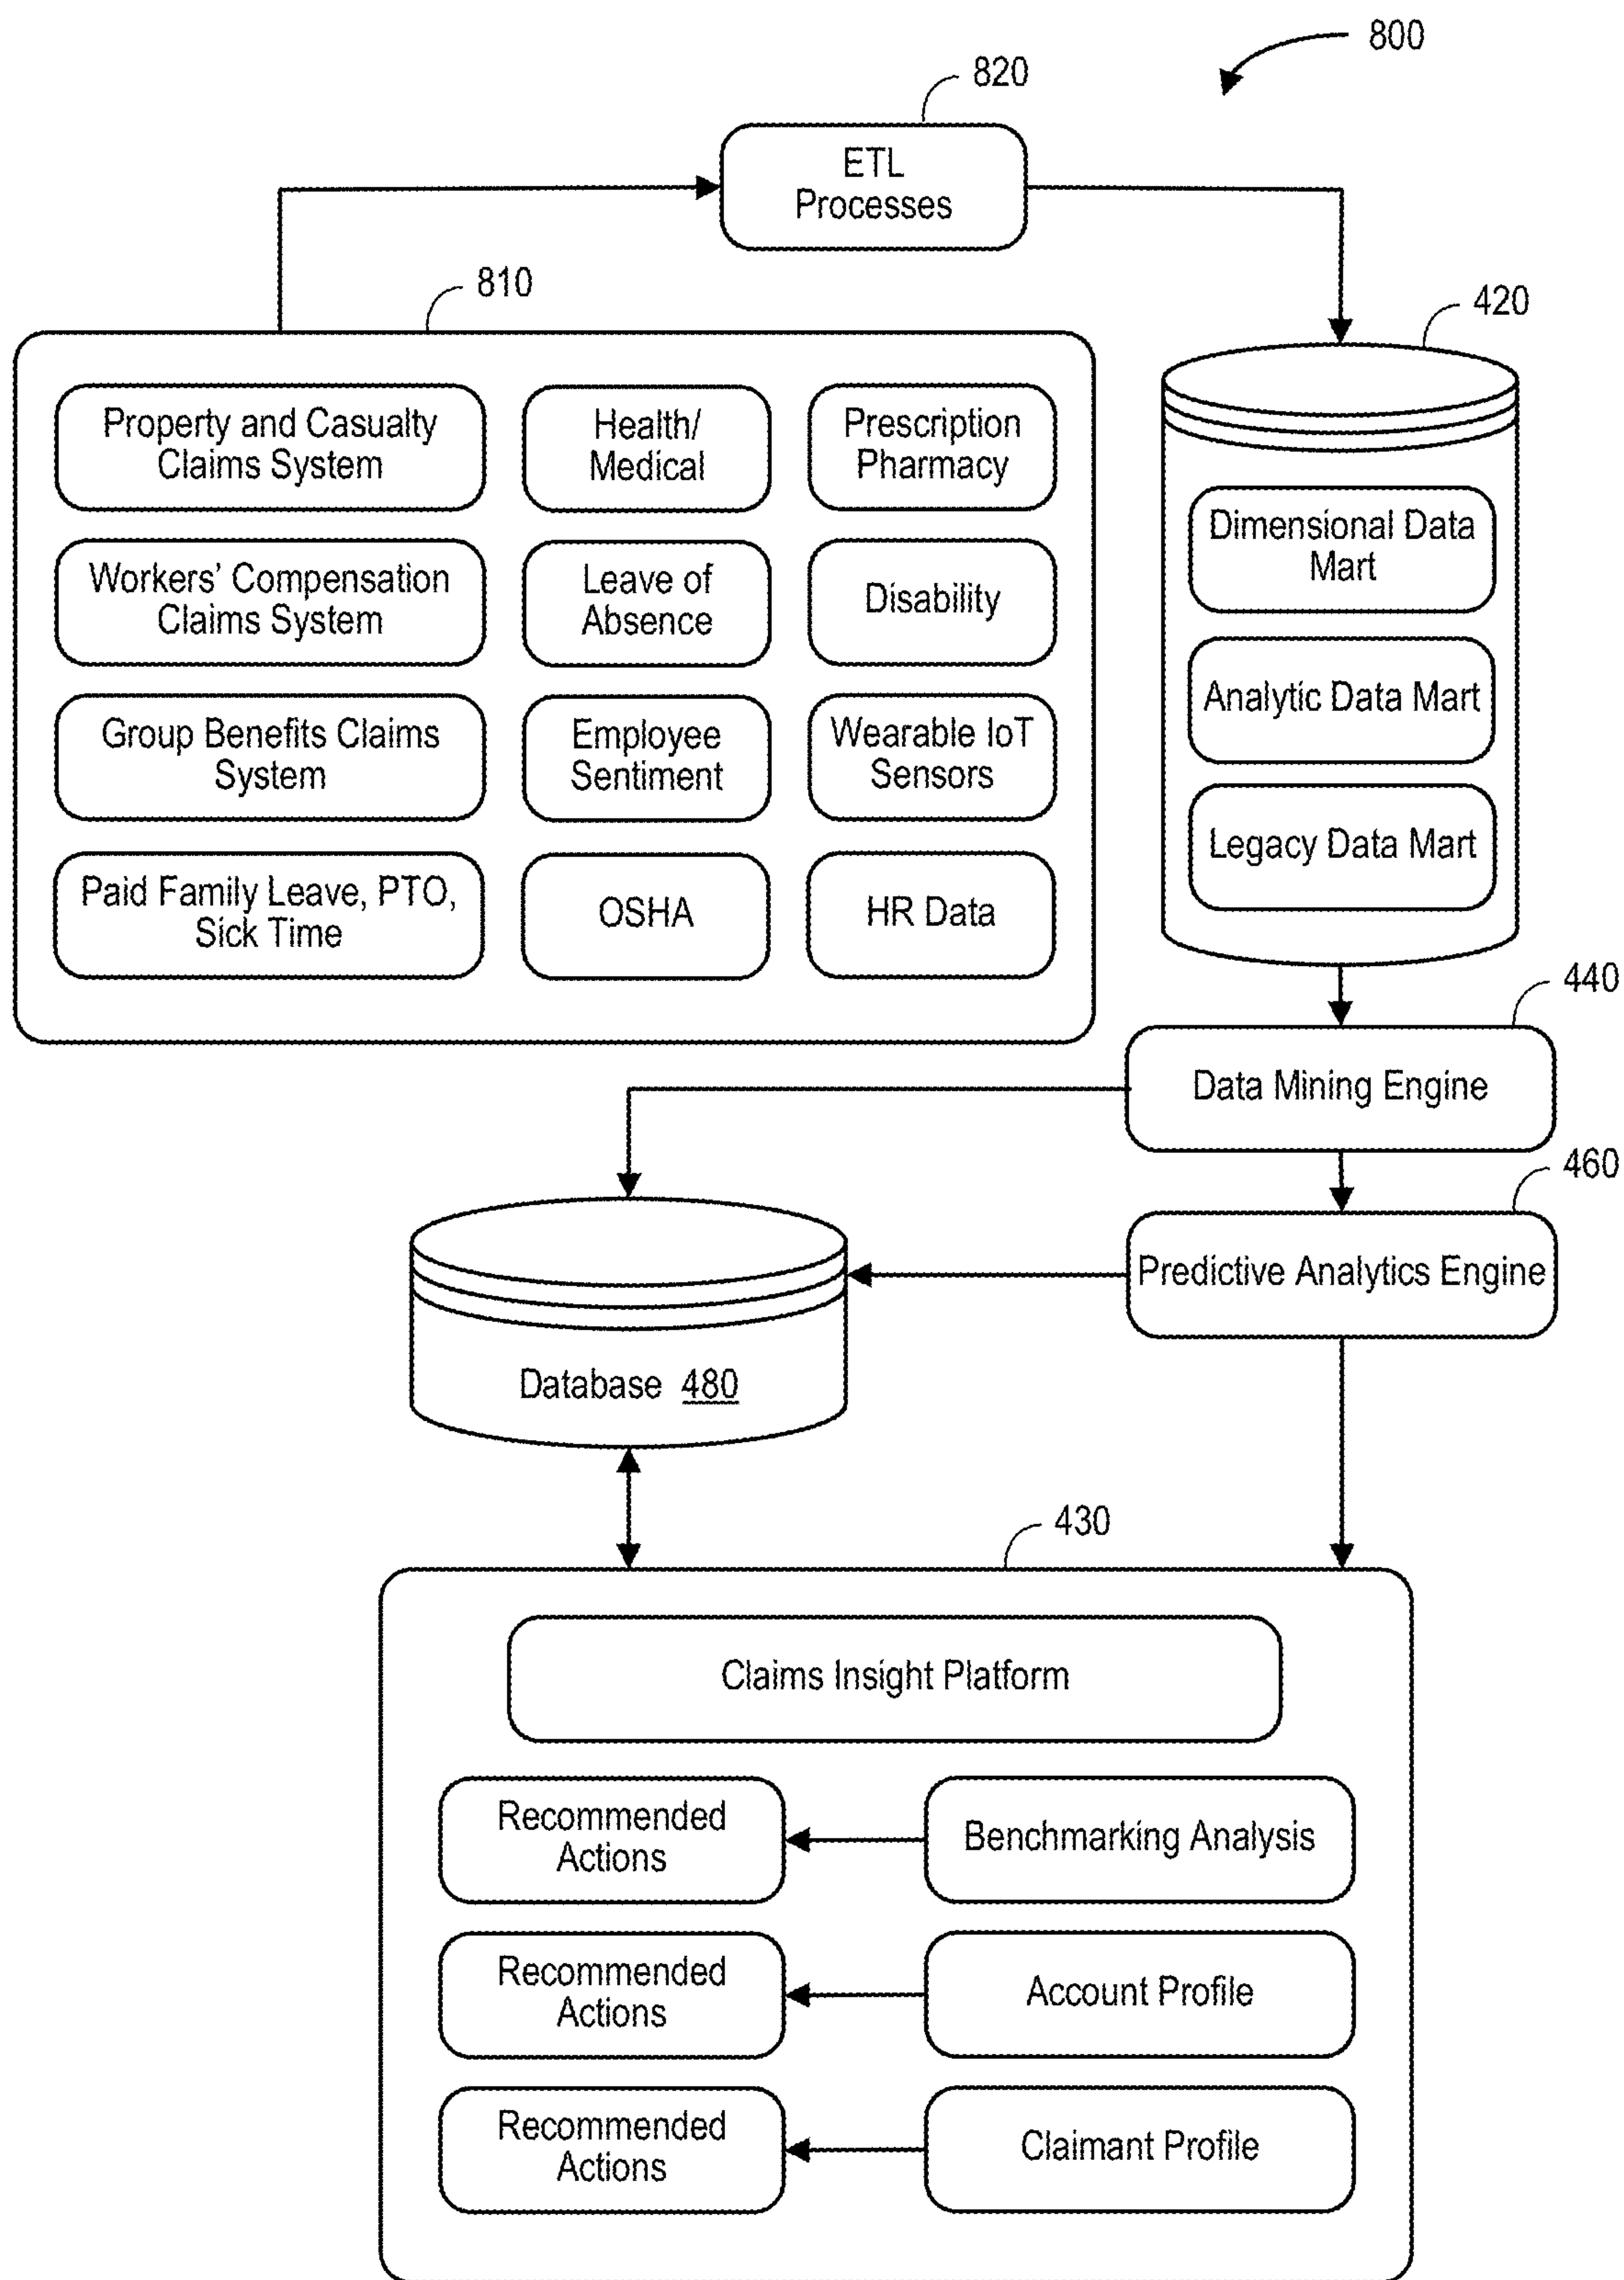 800
820
ETL
Processes
810
420
Property and Casualty
Claims System
Health/
Medical
Prescription
Pharmacy
Workers' Compensation
Claims System
Leave of
Absence
Disability
Group Benefits Claims
System
Employee
Sentiment
Wearable IoT
Sensors
Paid Family Leave, PTO,
Sick Time
OSHA
HR Data
Dimensional Data
Mart
Analytic Data Mart
Legacy Data Mart
440
Data Mining Engine
460
Predictive Analytics Engine
Database 480
430
Claims Insight Platform
Recommended
Actions
Benchmarking Analysis
Recommended
Actions
Account Profile
Recommended
Actions
Claimant Profile